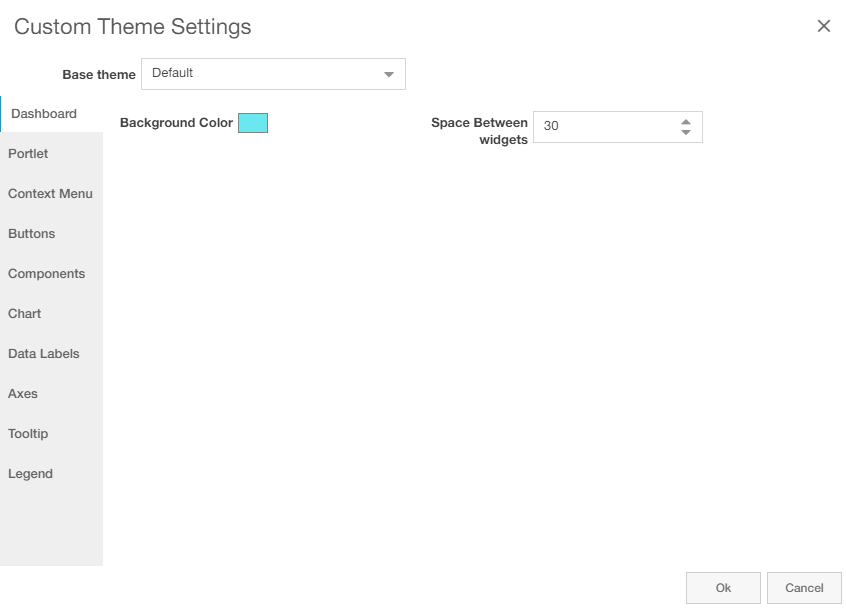 Custom Theme Settings
Base theme
Default
Dashboard
Background Color
Space Between
widgets
30
Portlet
Context Menu
Buttons
Components
Chart
Data Labels
Axes
Tooltip
Legend
Ok
Cancel